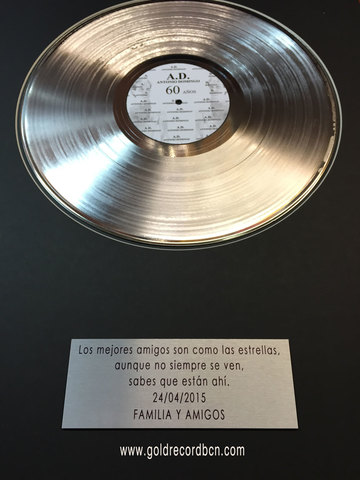 A.D.
A.D.
ANTONIO DOMINGO
60 AÑOS
Los mejores amigos son como las estrellas,
aunque no siempre se ven,
sabes que están ahí.
24/04/2015
FAMILIA Y AMIGOS
www.goldrecordbcn.com